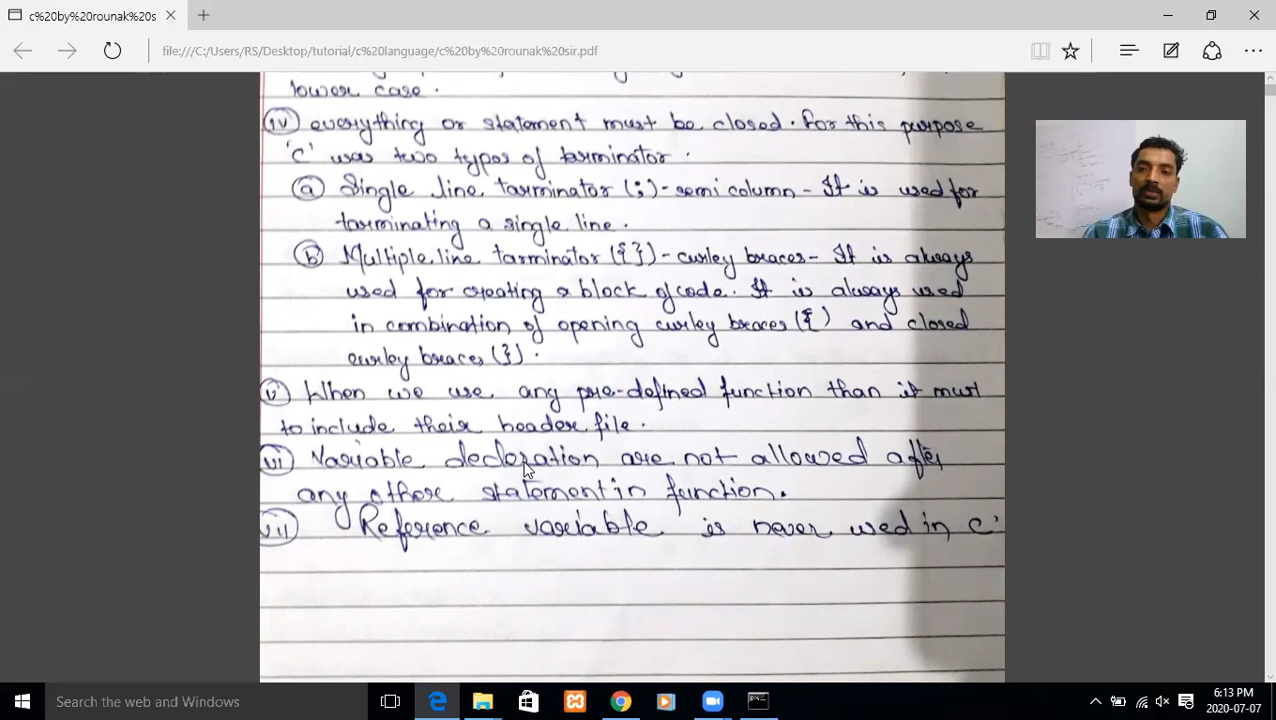 c%20by%20rounak%20s
file:///C:/Users/RS/Desktop/tutorial/c%20language/c%20by%20rounak%20sir.pdf
lower case.
(iv) everything or statement must be closed. For this purpose
'C' was two types of tarminator.
(a) Single line tarminator (;) - semi column - It is used for
tarminating a single line.
(b) Multiple line tarminator ({}) - curley braces - It is always
used for creating a block of code. It is always used
in combination of opening curley braces ({) and closed
curley braces (}).
(v) When we use any pre-defined function than it must
to include their header file.
(vi) Variable declaration are not allowed after
any other statement in function.
(vii) Reference variable is never used in C'
Search the web and Windows
6:13 PM
2020-07-07